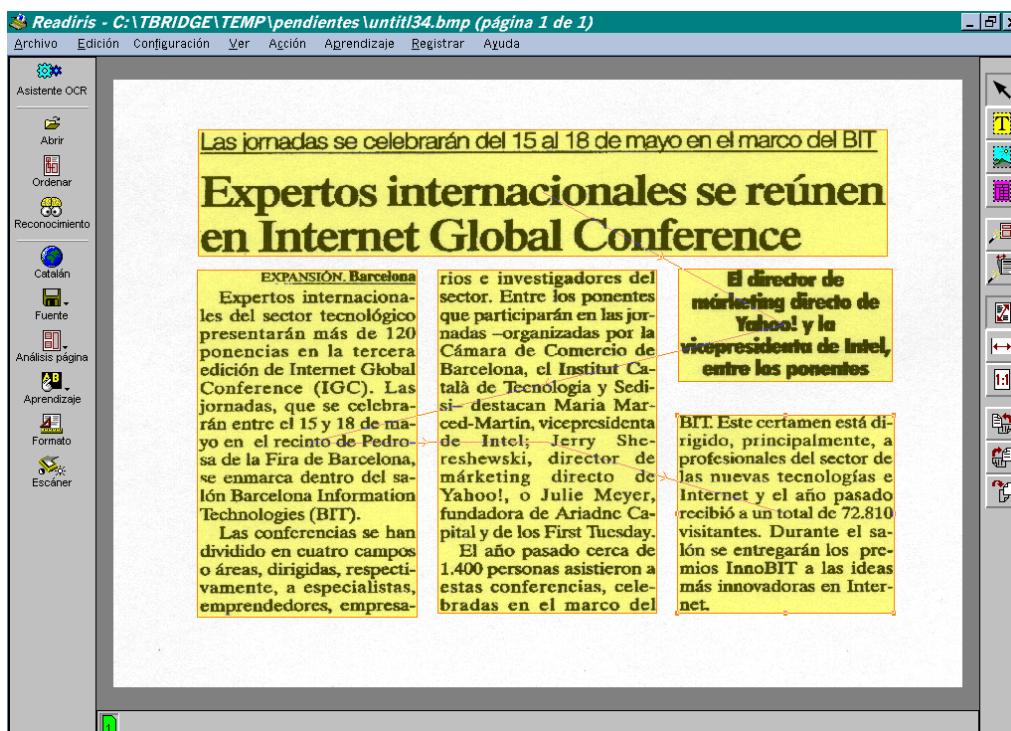 Readiris - C:\TBRIDGE\TEMP\pendientes\untitl34.bmp (página 1 de 1)
Archivo Edición Configuración Ver Acción Aprendizaje Registrar Ayuda
Asistente OCR
Abrir
Ordenar
Reconocimiento
Catalán
Fuente
Análisis página
Aprendizaje
Formato
Escáner
Las jornadas se celebrarán del 15 al 18 de mayo en el marco del BIT
Expertos internacionales se reúnen
en Internet Global Conference
EXPANSIÓN. Barcelona
Expertos internaciona-
les del sector tecnológico
presentarán más de 120
ponencias en la tercera
edición de Internet Global
Conference (IGC). Las
jornadas, que se celebra-
rán entre el 15 y 18 de ma-
yo en el recinto de Pedro-
sa de la Fira de Barcelona,
se enmarca dentro del sa-
lón Barcelona Information
Technologies (BIT).
Las conferencias se han
dividido en cuatro campos
o áreas, dirigidas, respecti-
vamente, a especialistas,
emprendedores, empresa-
rios e investigadores del
sector. Entre los ponentes
que participarán en las jor-
nadas –organizadas por la
Cámara de Comercio de
Barcelona, el Institut Ca-
talà de Tecnología y Sedi-
si– destacan Maria Mar-
ced-Martin, vicepresidenta
de Intel; Jerry She-
reshewski, director de
márketing directo de
Yahoo!, o Julie Meyer,
fundadora de Ariadne Ca-
pital y de los First Tuesday.
El año pasado cerca de
1.400 personas asistieron a
estas conferencias, cele-
bradas en el marco del
El director de
márketing directo de
Yahoo! y la
vicepresidenta de Intel,
entre los ponentes
BIT. Este certamen está di-
rigido, principalmente, a
profesionales del sector de
las nuevas tecnologías e
Internet y el año pasado
recibió a un total de 72.810
visitantes. Durante el sa-
lón se entregarán los pre-
mios InnoBIT a las ideas
más innovadoras en Inter-
net.
T
1:1
1